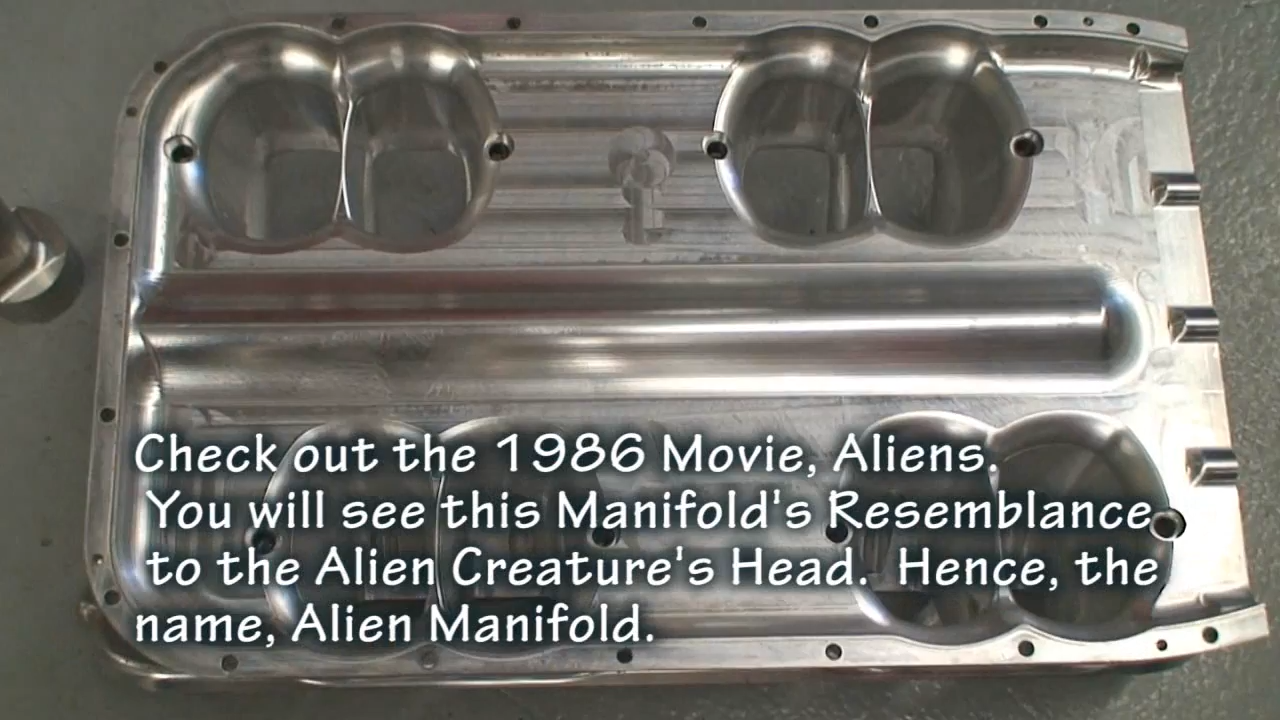 Check out the 1986 Movie, Aliens.
You will see this Manifold's Resemblance
to the Alien Creature's Head.  Hence, the
name, Alien Manifold.